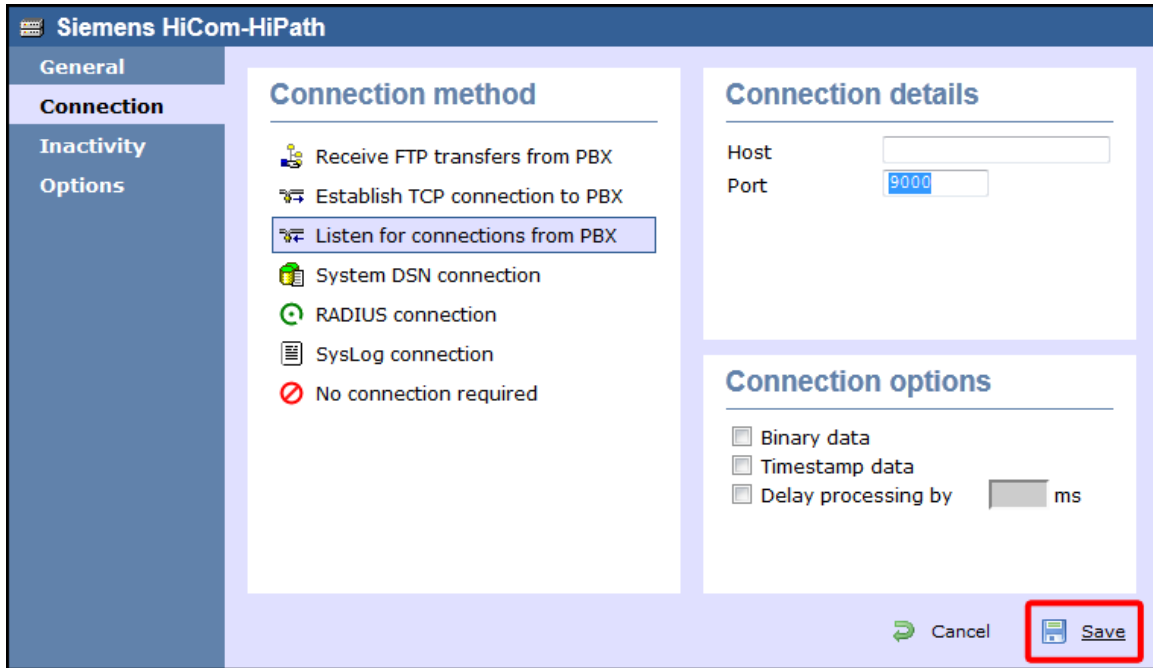 Siemens HiCom-HiPath
General
Connection
Inactivity
Options
Connection method
Receive FTP transfers from PBX
Establish TCP connection to PBX
Listen for connections from PBX
System DSN connection
RADIUS connection
SysLog connection
No connection required
Connection details
Host
Port 9000
Connection options
Binary data
Timestamp data
Delay processing by ms
Cancel Save